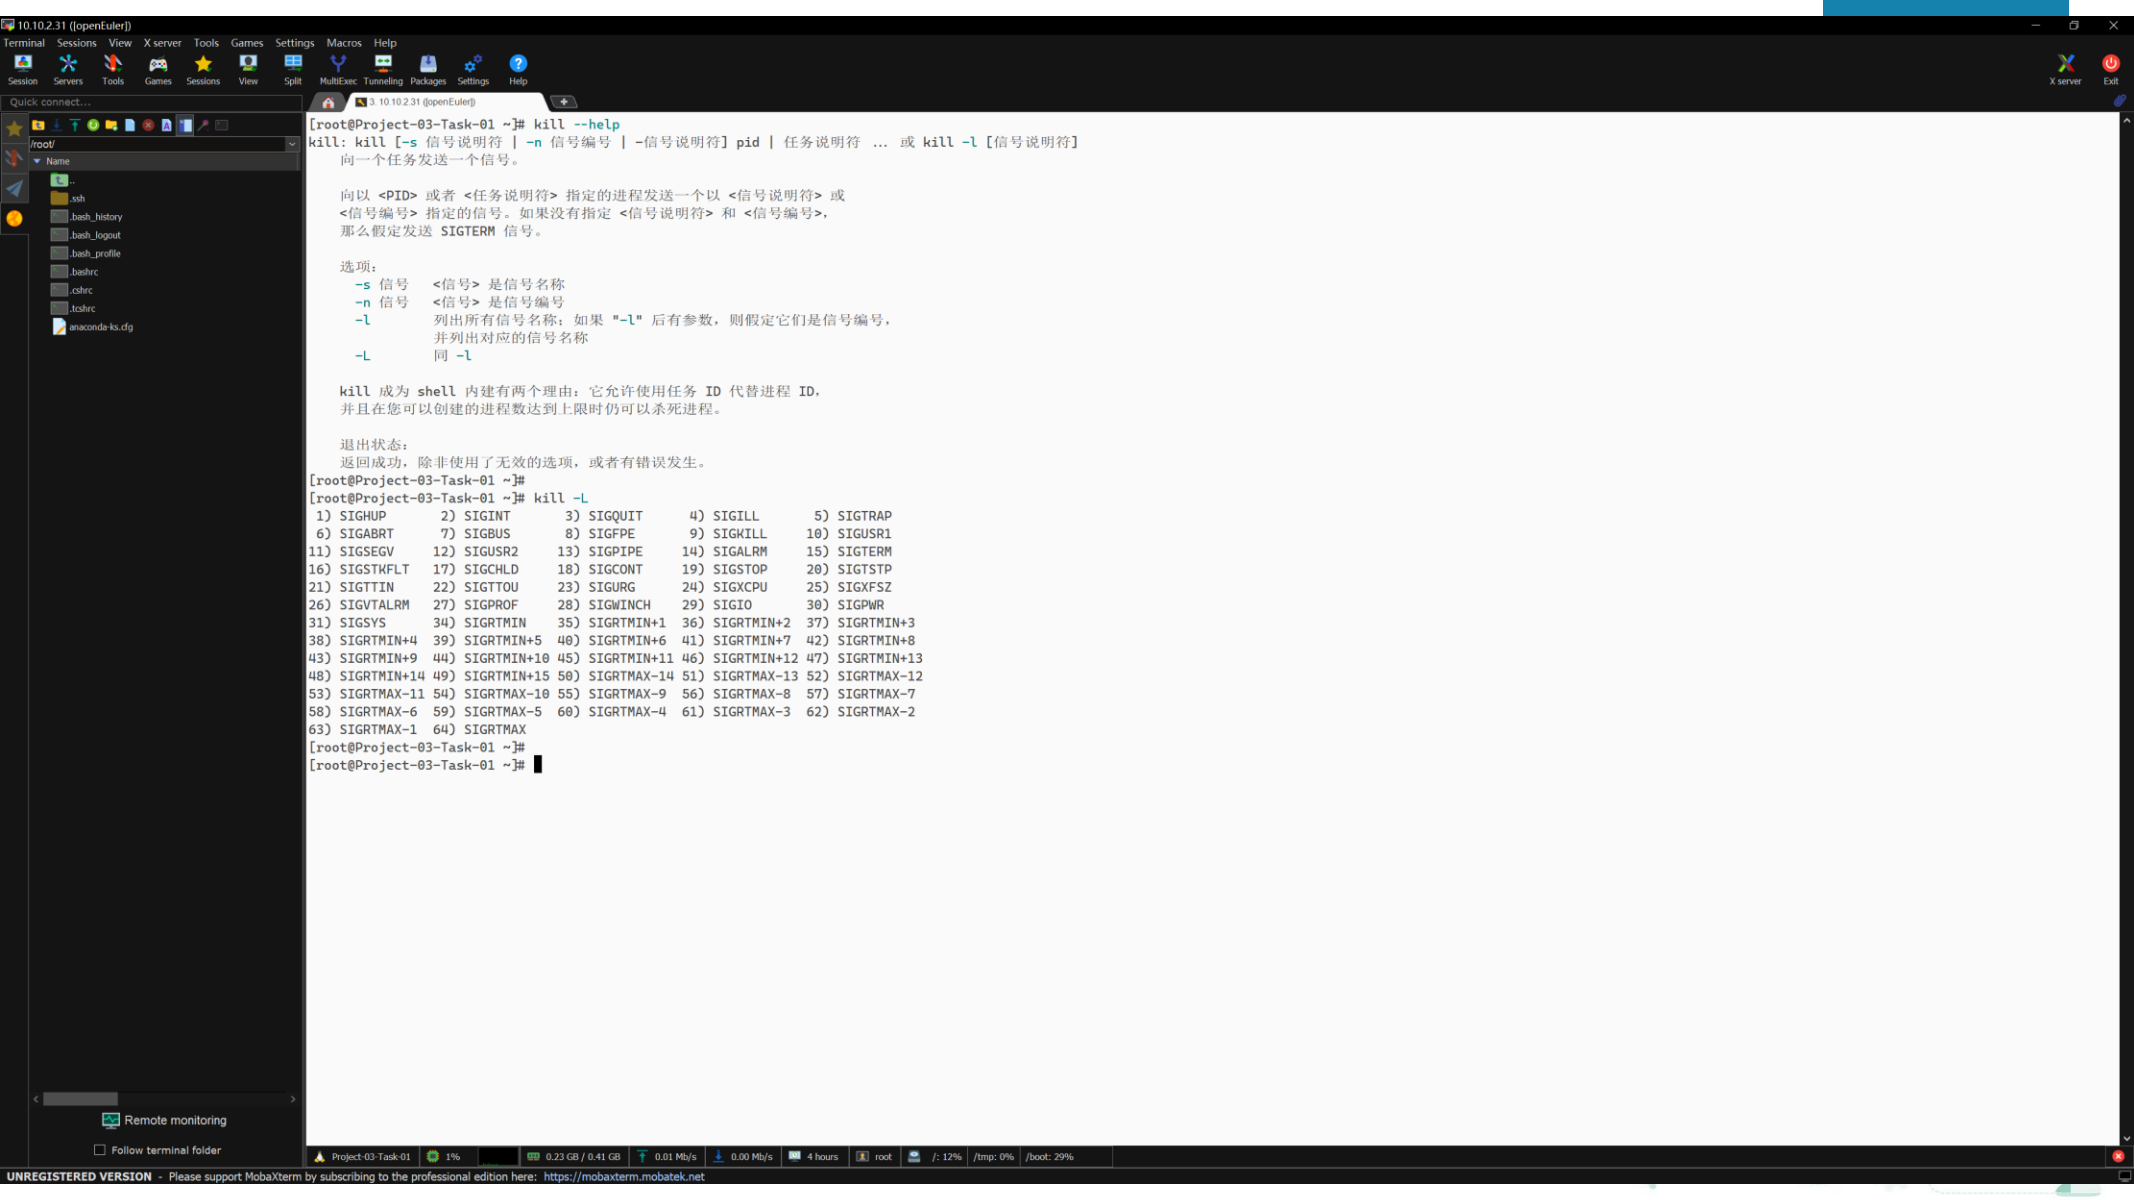 10.10.2.31 ([openEuler])
Terminal Sessions View X server Tools Games Settings Macros Help
Session Servers Tools Games Sessions View Split MultiExec Tunneling Packages Settings Help X server Exit
Quick connect...
3. 10.10.2.31 ([openEuler])
/root/
Name
..
.ssh
.bash_history
.bash_logout
.bash_profile
.bashrc
.cshrc
.tcshrc
anaconda-ks.cfg
[root@Project-03-Task-01 ~]# kill --help
kill: kill [-s 信号说明符 | -n 信号编号 | -信号说明符] pid | 任务说明符 ... 或 kill -l [信号说明符]
向一个任务发送一个信号。
向以 <PID> 或者 <任务说明符> 指定的进程发送一个以 <信号说明符> 或
<信号编号> 指定的信号。如果没有指定 <信号说明符> 和 <信号编号>，
那么假定发送 SIGTERM 信号。
选项：
-s 信号 <信号> 是信号名称
-n 信号 <信号> 是信号编号
-l 列出所有信号名称；如果 "-l" 后有参数，则假定它们是信号编号，
并列出对应的信号名称
-L 同 -l
kill 成为 shell 内建有两个理由：它允许使用任务 ID 代替进程 ID，
并且在您可以创建的进程数达到上限时仍可以杀死进程。
退出状态：
返回成功，除非使用了无效的选项，或者有错误发生。
[root@Project-03-Task-01 ~]#
[root@Project-03-Task-01 ~]# kill -L
1) SIGHUP 2) SIGINT 3) SIGQUIT 4) SIGILL 5) SIGTRAP
6) SIGABRT 7) SIGBUS 8) SIGFPE 9) SIGKILL 10) SIGUSR1
11) SIGSEGV 12) SIGUSR2 13) SIGPIPE 14) SIGALRM 15) SIGTERM
16) SIGSTKFLT 17) SIGCHLD 18) SIGCONT 19) SIGSTOP 20) SIGTSTP
21) SIGTTIN 22) SIGTTOU 23) SIGURG 24) SIGXCPU 25) SIGXFSZ
26) SIGVTALRM 27) SIGPROF 28) SIGWINCH 29) SIGIO 30) SIGPWR
31) SIGSYS 34) SIGRTMIN 35) SIGRTMIN+1 36) SIGRTMIN+2 37) SIGRTMIN+3
38) SIGRTMIN+4 39) SIGRTMIN+5 40) SIGRTMIN+6 41) SIGRTMIN+7 42) SIGRTMIN+8
43) SIGRTMIN+9 44) SIGRTMIN+10 45) SIGRTMIN+11 46) SIGRTMIN+12 47) SIGRTMIN+13
48) SIGRTMIN+14 49) SIGRTMIN+15 50) SIGRTMAX-14 51) SIGRTMAX-13 52) SIGRTMAX-12
53) SIGRTMAX-11 54) SIGRTMAX-10 55) SIGRTMAX-9 56) SIGRTMAX-8 57) SIGRTMAX-7
58) SIGRTMAX-6 59) SIGRTMAX-5 60) SIGRTMAX-4 61) SIGRTMAX-3 62) SIGRTMAX-2
63) SIGRTMAX-1 64) SIGRTMAX
[root@Project-03-Task-01 ~]#
[root@Project-03-Task-01 ~]#
Remote monitoring
Follow terminal folder
Project-03-Task-01 1% 0.23 GB / 0.41 GB 0.01 Mb/s 0.00 Mb/s 4 hours root /: 12% /tmp: 0% /boot: 29%
UNREGISTERED VERSION - Please support MobaXterm by subscribing to the professional edition here: https://mobaxterm.mobatek.net